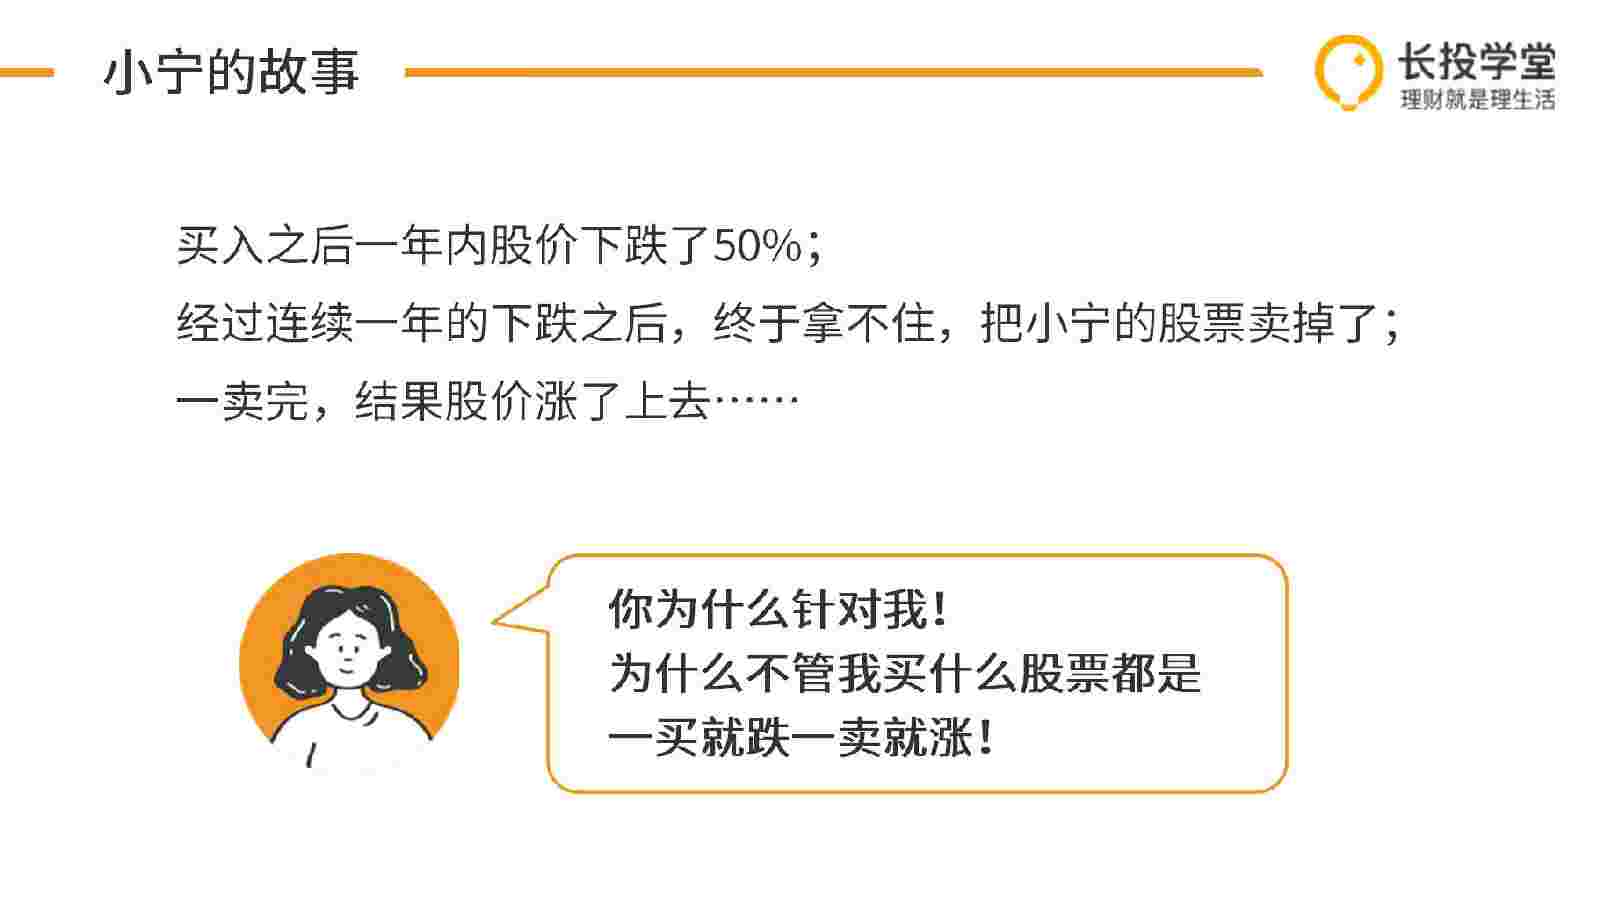 小宁的故事
长投学堂
理财就是理生活
买入之后一年内股价下跌了50%；
经过连续一年的下跌之后，终于拿不住，把小宁的股票卖掉了；
一卖完，结果股价涨了上去……
你为什么针对我！
为什么不管我买什么股票都是
一买就跌一卖就涨！